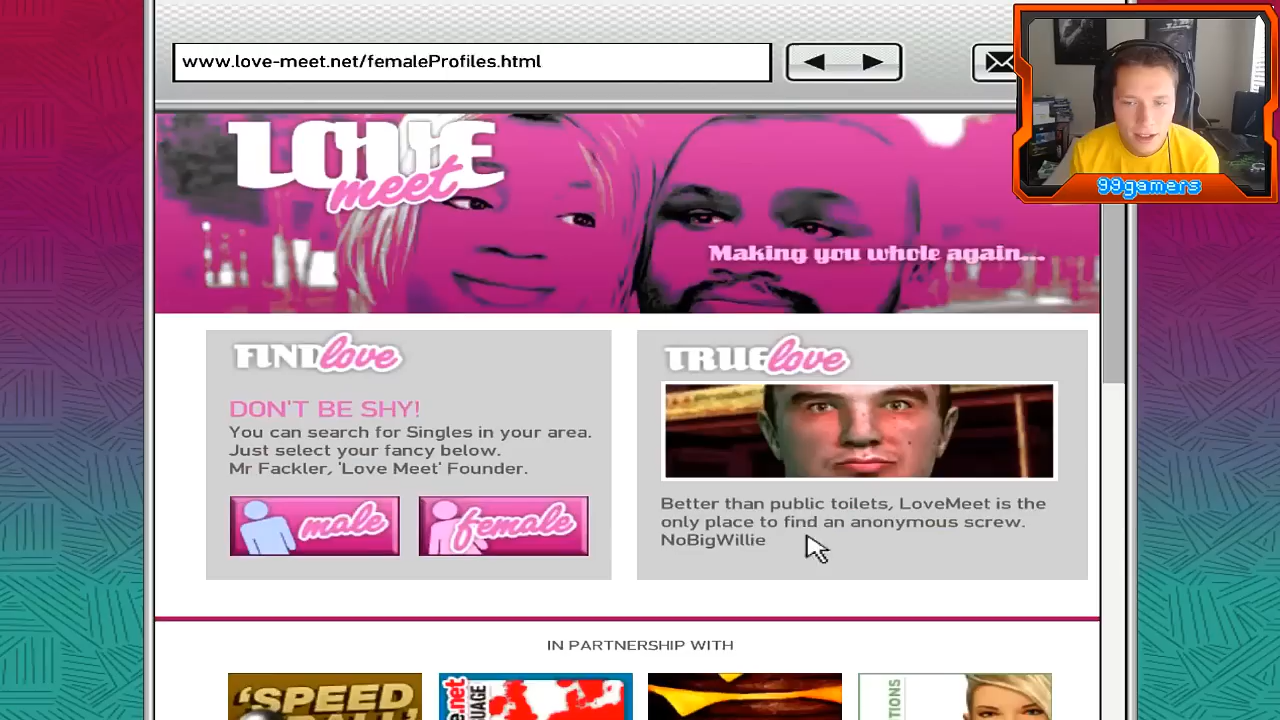 www.love-meet.net/femaleProfiles.html
99gamers
LOVE
meet
Making you whole again...
FIND love
DON'T BE SHY!
You can search for Singles in your area.
Just select your fancy below.
Mr Fackler, 'Love Meet' Founder.
male
female
TRUE love
Better than public toilets, LoveMeet is the
only place to find an anonymous screw.
NoBigWillie
IN PARTNERSHIP WITH
'SPEED